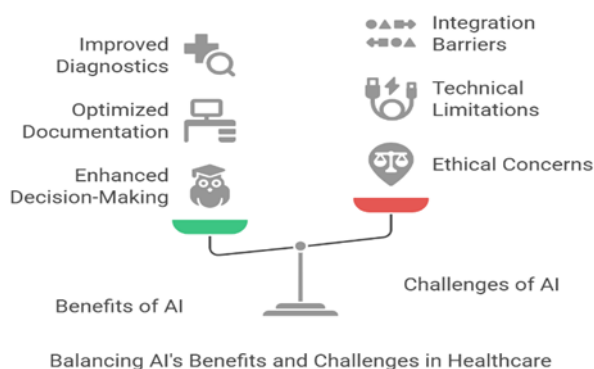 Improved
Diagnostics
Optimized
Documentation
Enhanced
Decision-Making
Benefits of AI
Integration
Barriers
Technical
Limitations
Ethical Concerns
Challenges of AI
Balancing AI's Benefits and Challenges in Healthcare